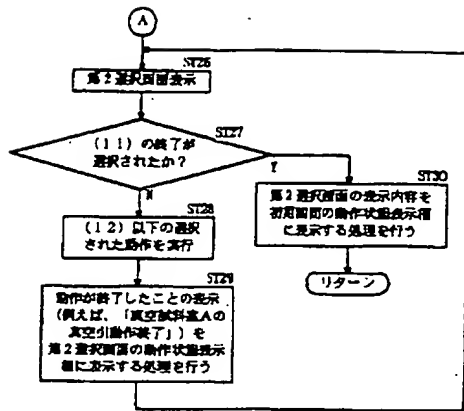 A
ST26
第2選択画面表示
ST27
(11)の終了が
選択されたか?
Y
N
ST28
(12)以下の選択
された動作を実行
ST29
動作が終了したことの表示
(例えば、「真空試料室Aの
真空引動作終了」)を
第2選択画面の動作状態表示
欄に表示する処理を行う
ST30
第2選択画面の表示内容を
初期画面の動作状態表示欄
に表示する処理を行う
リターン